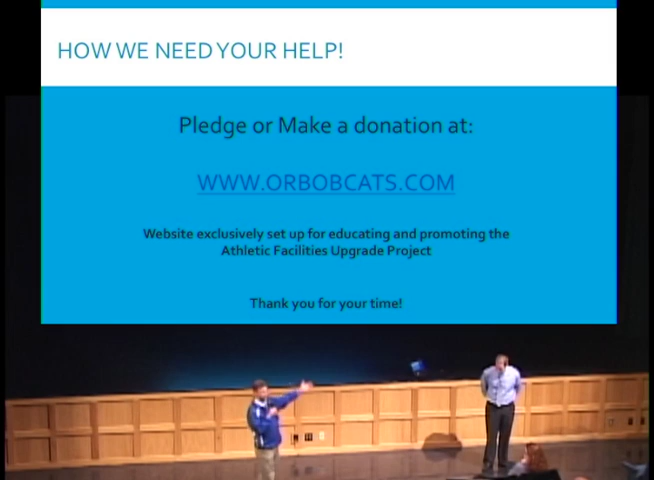 HOW WE NEED YOUR HELP!
Pledge or Make a donation at:
WWW.ORBOBCATS.COM
Website exclusively set up for educating and promoting the
Athletic Facilities Upgrade Project
Thank you for your time!